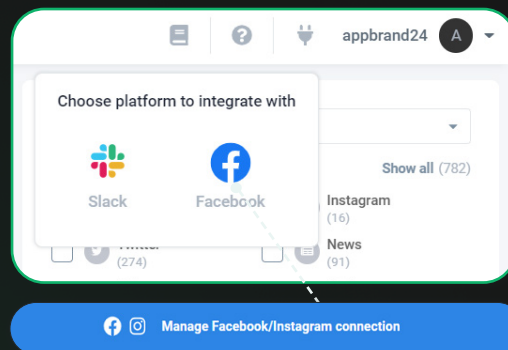 appbrand24
A
Choose platform to integrate with
Slack
Facebook
Show all (782)
Instagram
(16)
Twitter
(274)
News
(91)
Manage Facebook/Instagram connection